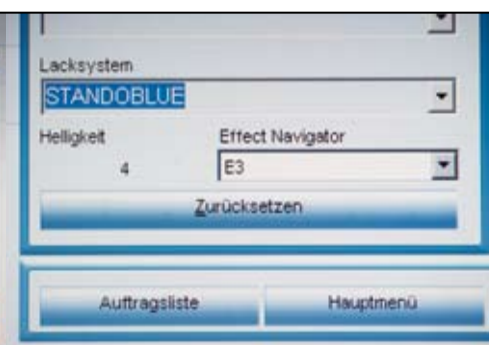 Lacksystem
STANDOBLUE
Helligkeit Effect Navigator
4 E3
Zurücksetzen
Auftragsliste Hauptmenü